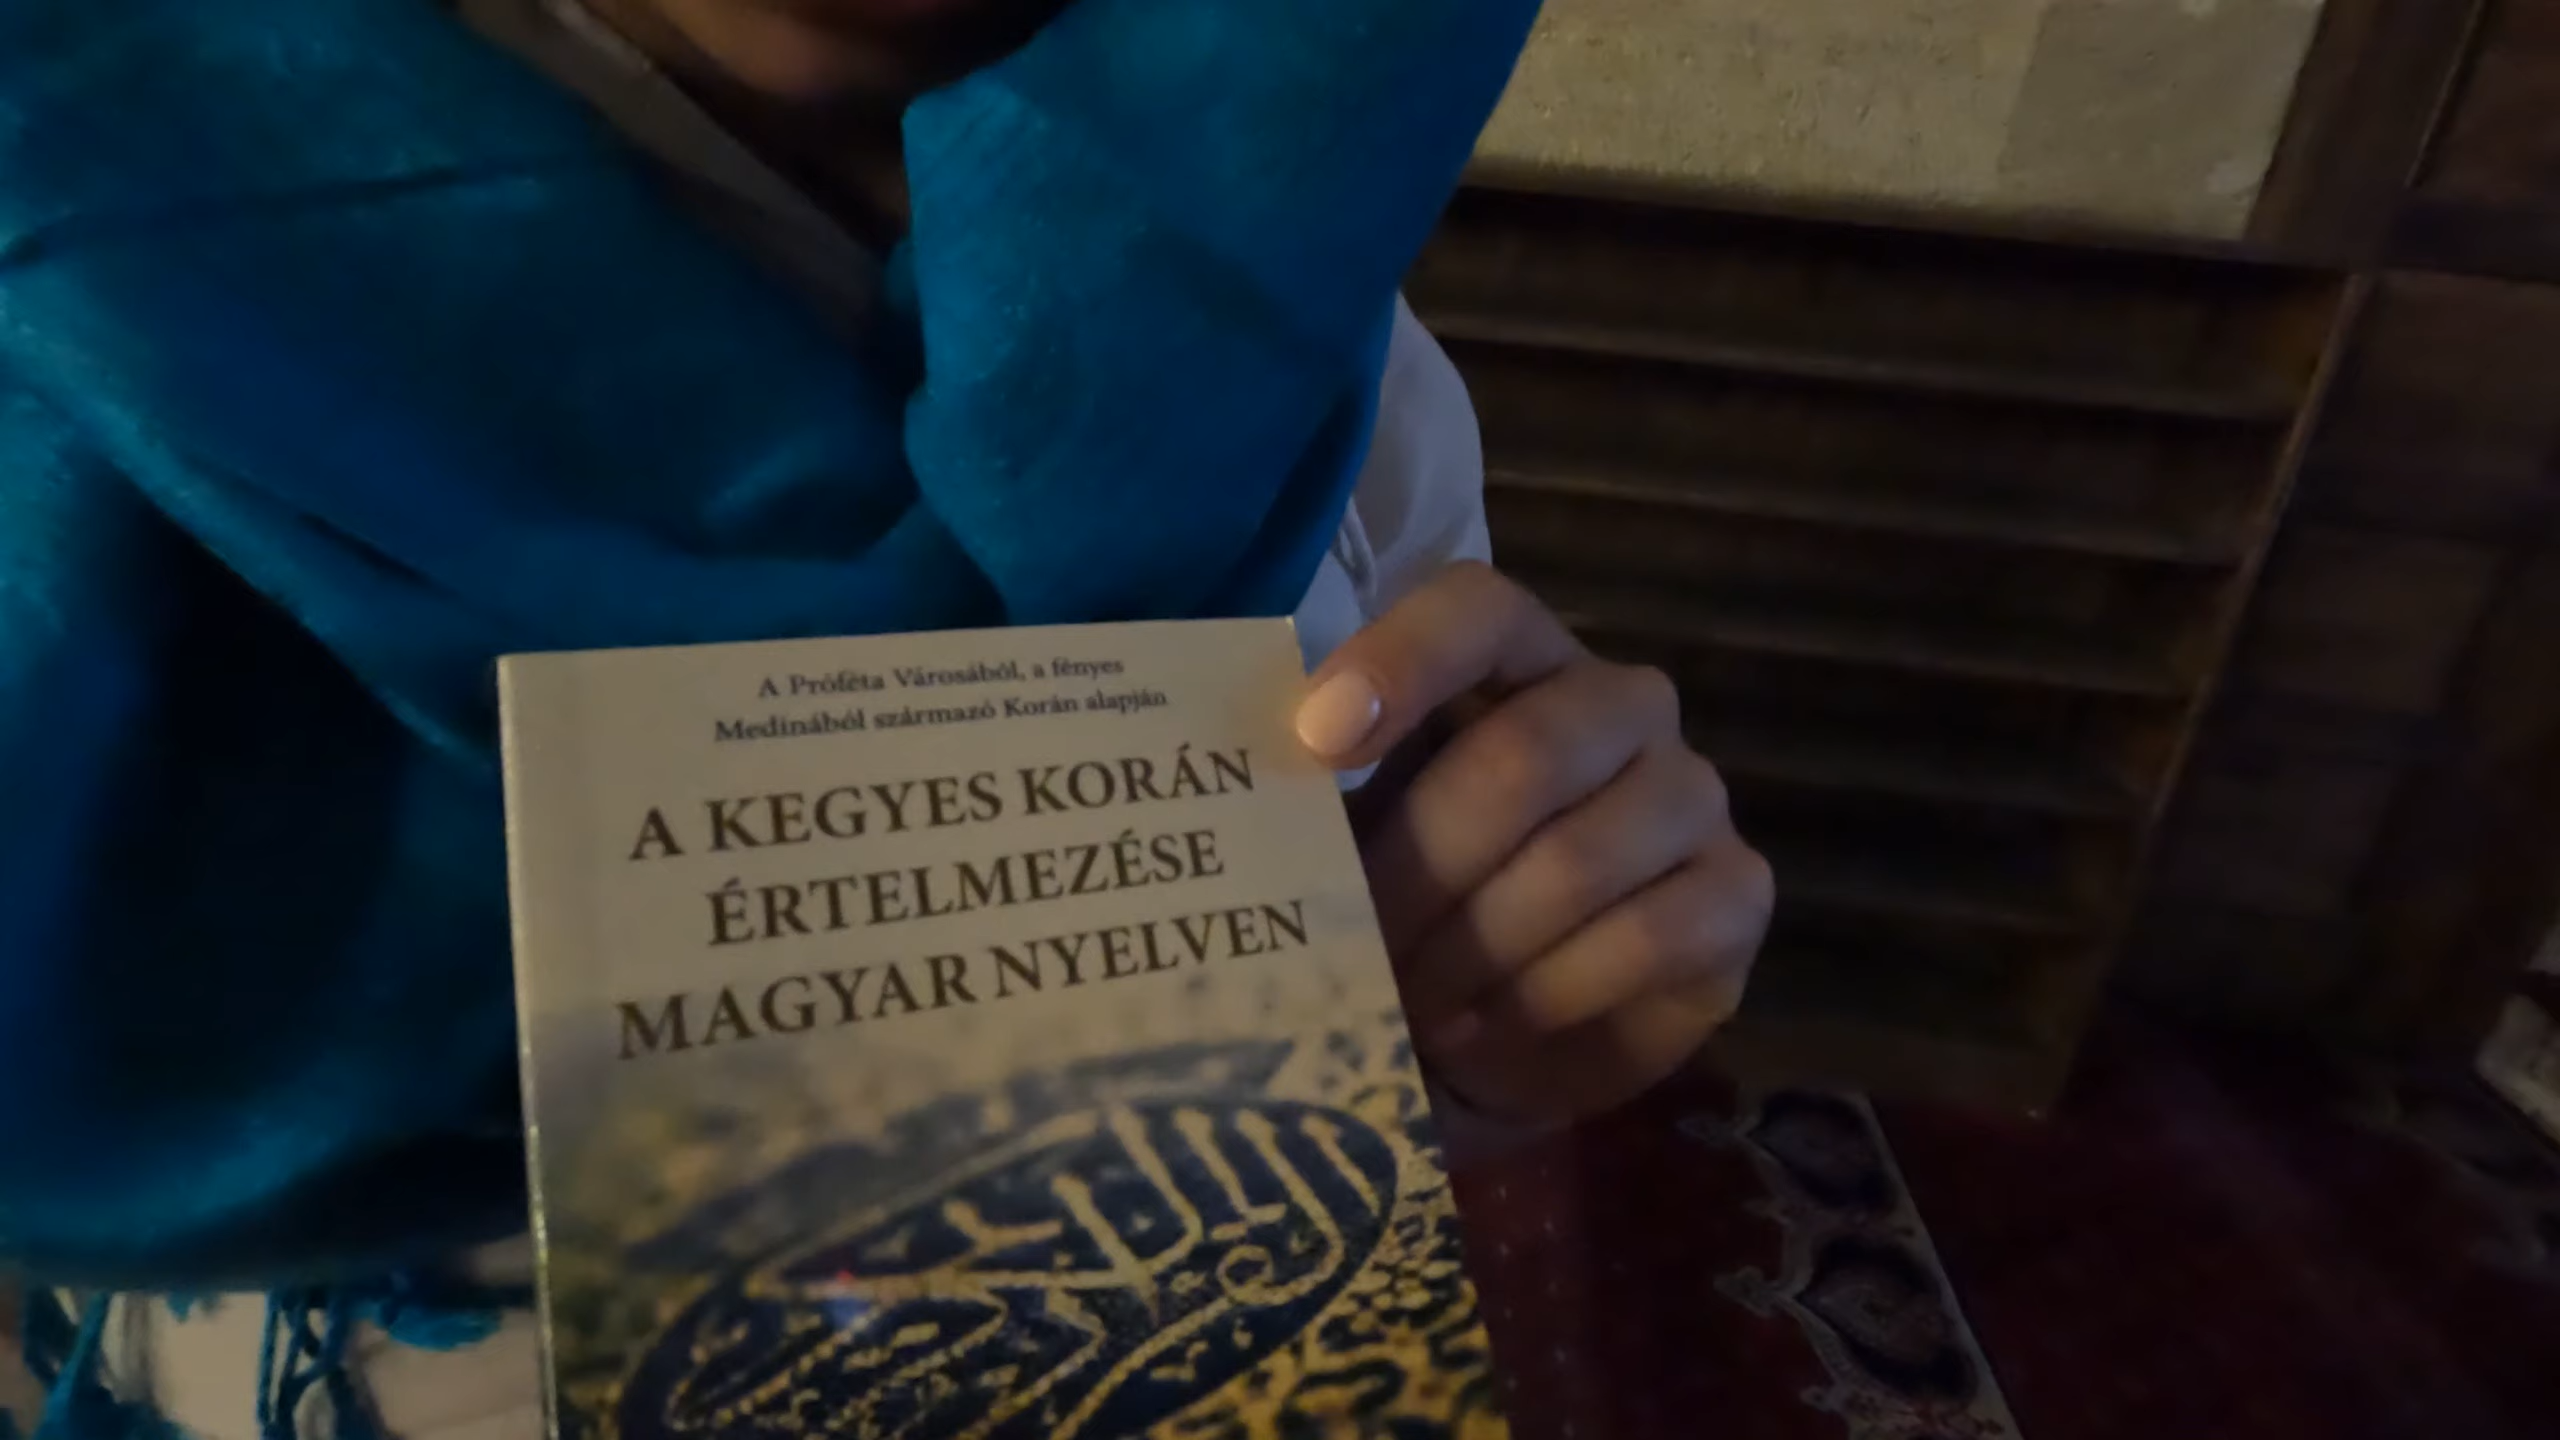 A Próféta Városából, a fényes
Medinából származó Korán alapján
A KEGYES KORÁN
ÉRTELMEZÉSE
MAGYAR NYELVEN